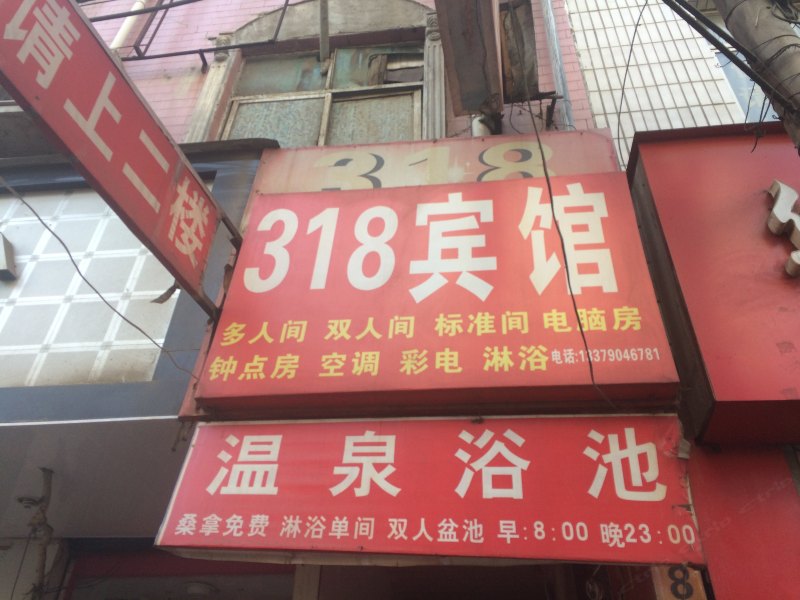 请上二楼
318
318宾馆
多人间 双人间 标准间 电脑房
钟点房 空调 彩电 淋浴 电话:13379046781
温泉浴池
桑拿免费 淋浴单间 双人盆池 早:8:00 晚23:00
8